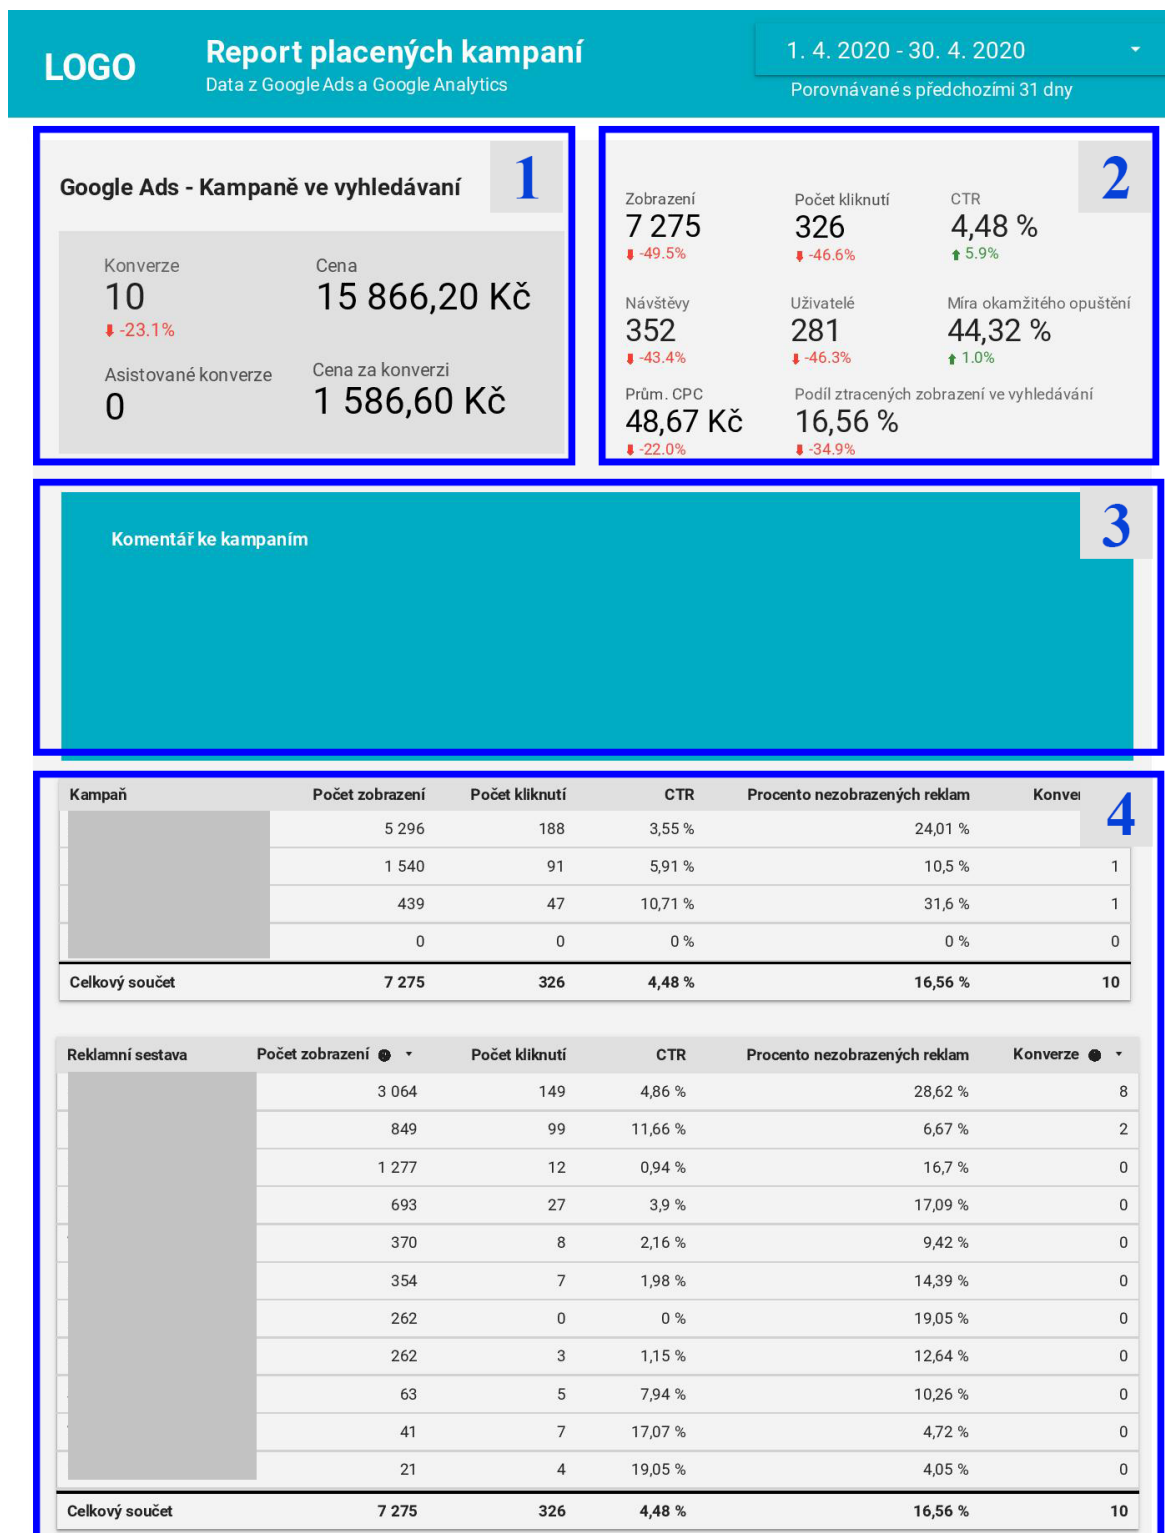 LOGO
Report placených kampaní
Data z Google Ads a Google Analytics
1. 4. 2020 - 30. 4. 2020
Porovnávané s předchozími 31 dny
1
Google Ads - Kampaně ve vyhledávaní
Konverze
10
-23.1%
Cena
15 866,20 Kč
Asistované konverze
0
Cena za konverzi
1 586,60 Kč
2
Zobrazení
7 275
-49.5%
Počet kliknutí
326
-46.6%
CTR
4,48 %
5.9%
Návštěvy
352
-43.4%
Uživatelé
281
-46.3%
Míra okamžitého opuštění
44,32 %
1.0%
Prům. CPC
48,67 Kč
-22.0%
Podíl ztracených zobrazení ve vyhledávání
16,56 %
-34.9%
3
Komentář ke kampaním
4
Kampaň Počet zobrazení Počet kliknutí CTR Procento nezobrazených reklam
5 296 188 3,55 % 24,01 %
1 540 91 5,91 % 10,5 % 1
439 47 10,71 % 31,6 % 1
0 0 0 % 0 % 0
Celkový součet 7 275 326 4,48 % 16,56 % 10
Reklamní sestava Počet zobrazení Počet kliknutí CTR Procento nezobrazených reklam Konverze
3 064 149 4,86 % 28,62 % 8
849 99 11,66 % 6,67 % 2
1 277 12 0,94 % 16,7 % 0
693 27 3,9 % 17,09 % 0
370 8 2,16 % 9,42 % 0
354 7 1,98 % 14,39 % 0
262 0 0 % 19,05 % 0
262 3 1,15 % 12,64 % 0
63 5 7,94 % 10,26 % 0
41 7 17,07 % 4,72 % 0
21 4 19,05 % 4,05 % 0
Celkový součet 7 275 326 4,48 % 16,56 % 10